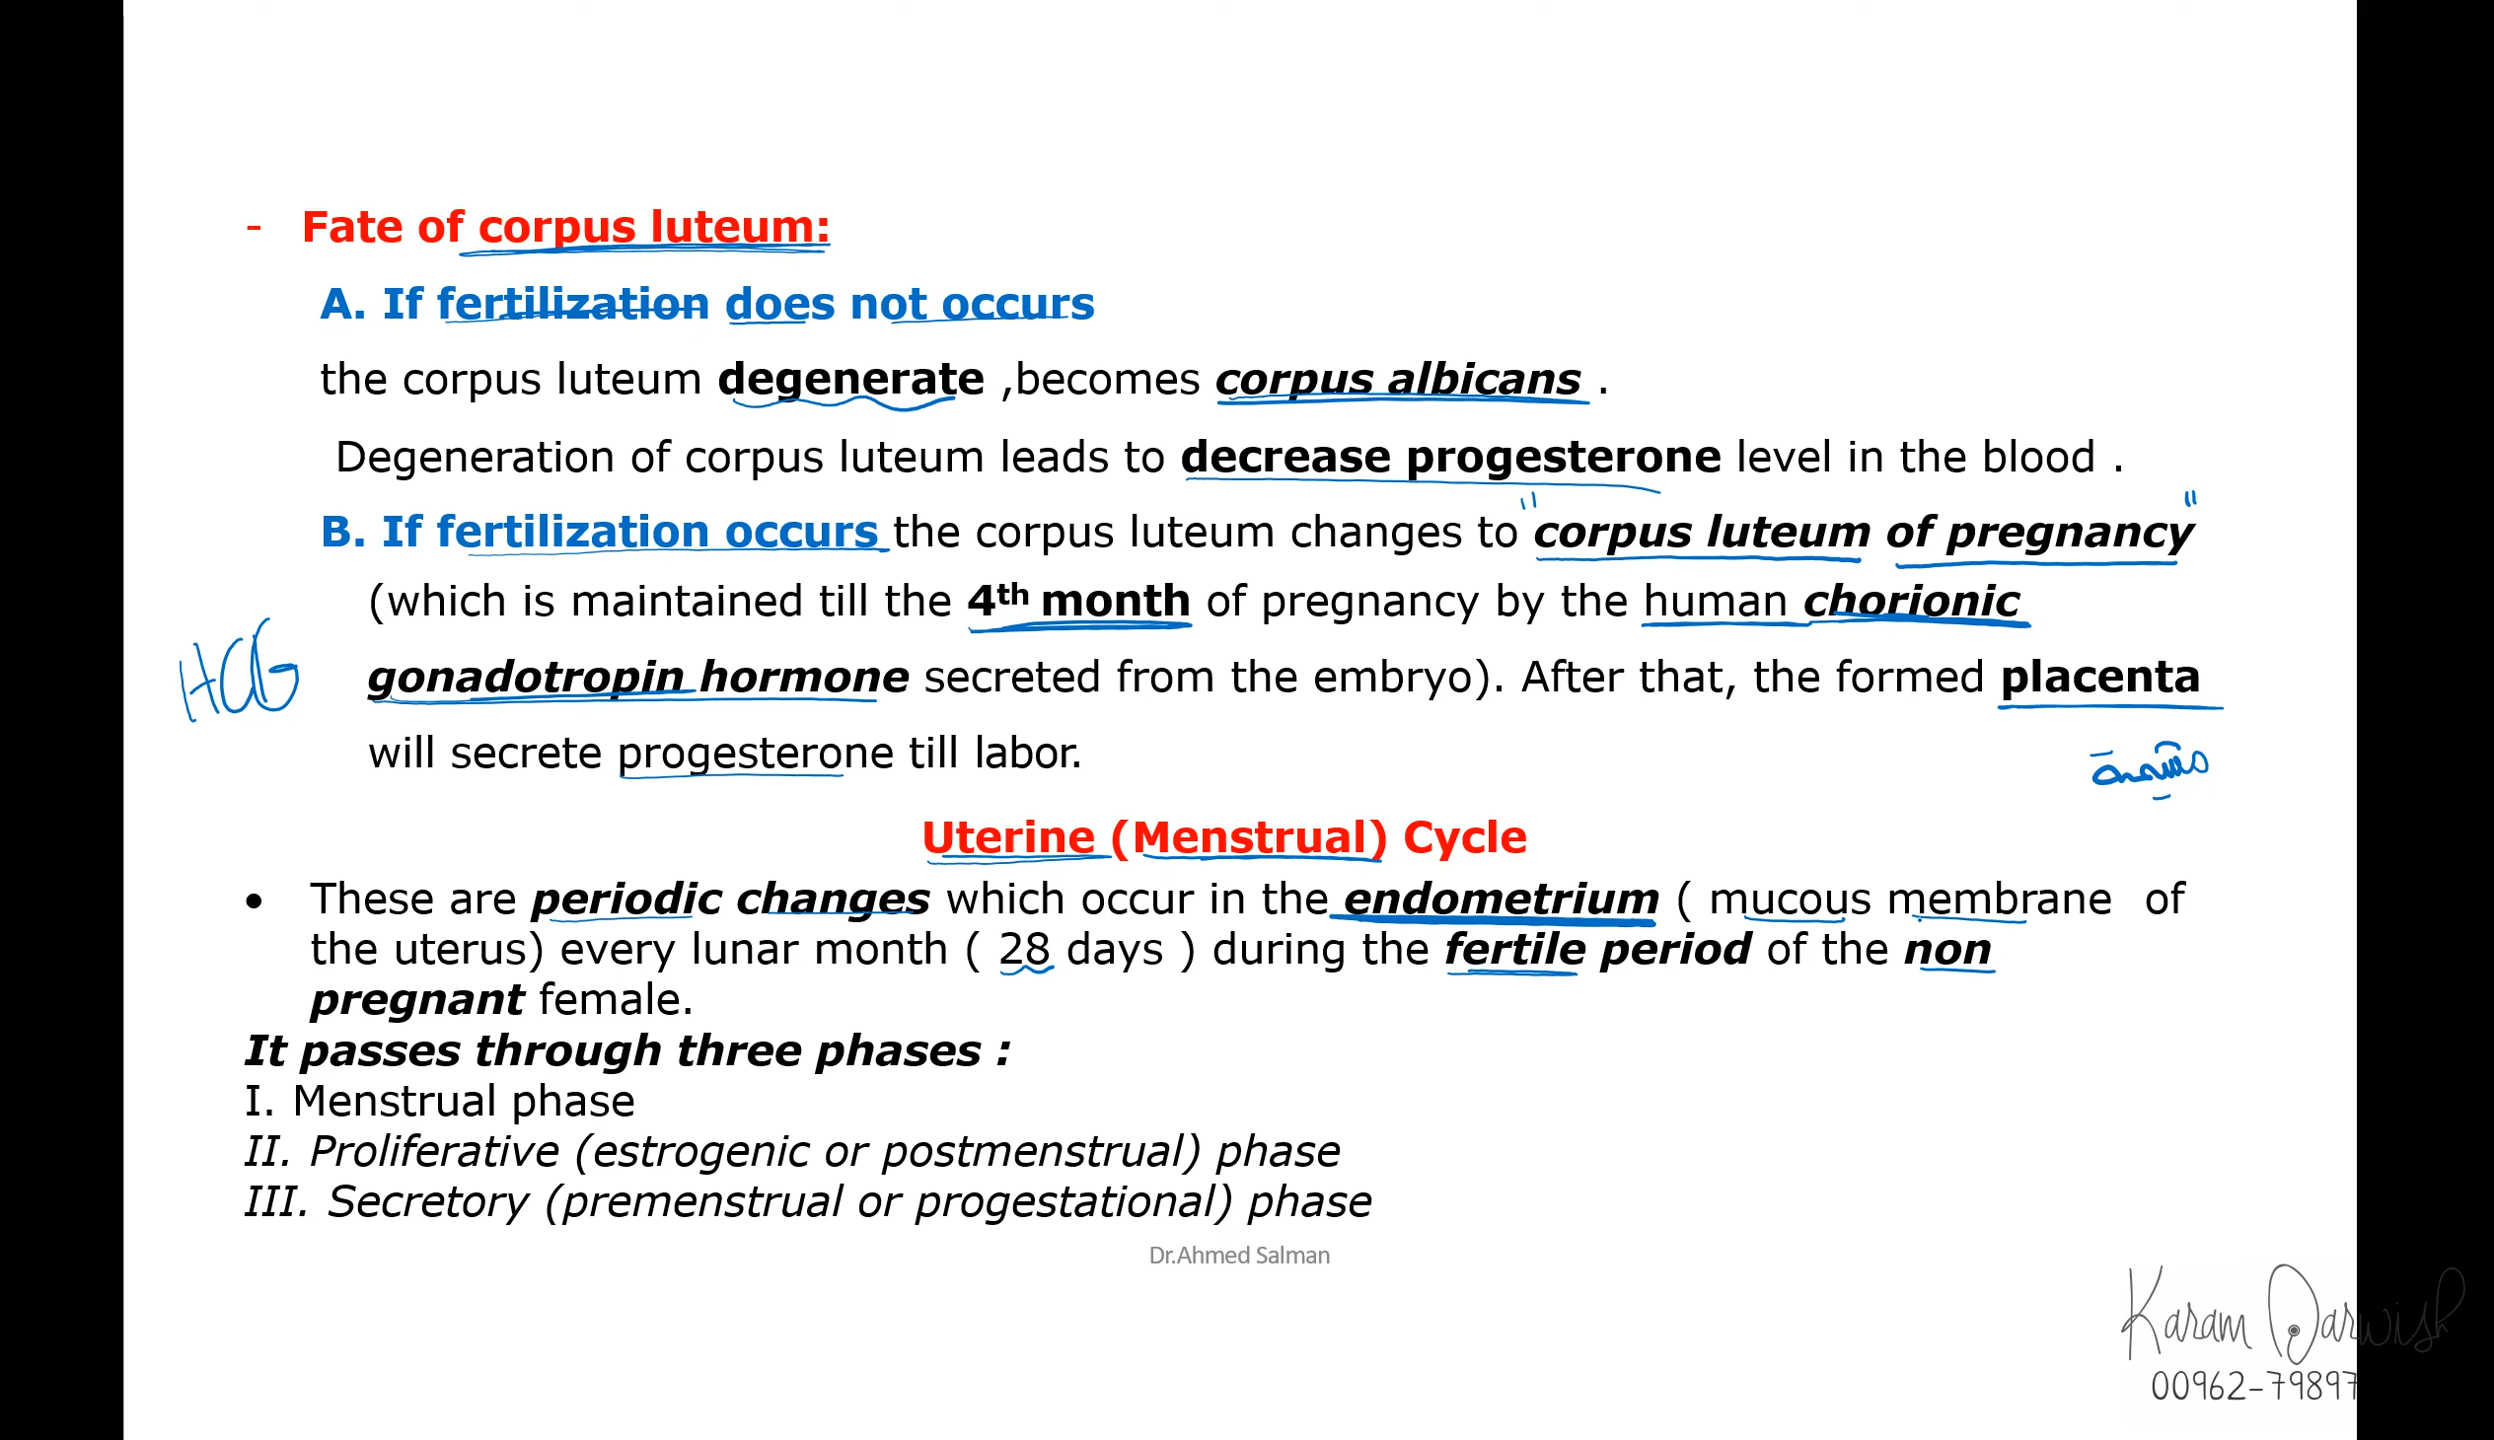 - Fate of corpus luteum:
A. If fertilization does not occurs
the corpus luteum degenerate ,becomes corpus albicans .
Degeneration of corpus luteum leads to decrease progesterone level in the blood .
B. If fertilization occurs the corpus luteum changes to "corpus luteum of pregnancy"
(which is maintained till the 4th month of pregnancy by the human chorionic
HCG
gonadotropin hormone secreted from the embryo). After that, the formed placenta
will secrete progesterone till labor.
Uterine (Menstrual) Cycle
• These are periodic changes which occur in the endometrium ( mucous membrane of
the uterus) every lunar month ( 28 days ) during the fertile period of the non
pregnant female.
It passes through three phases :
I. Menstrual phase
II. Proliferative (estrogenic or postmenstrual) phase
III. Secretory (premenstrual or progestational) phase
Dr.Ahmed Salman
Karam Darwish
00962-79897